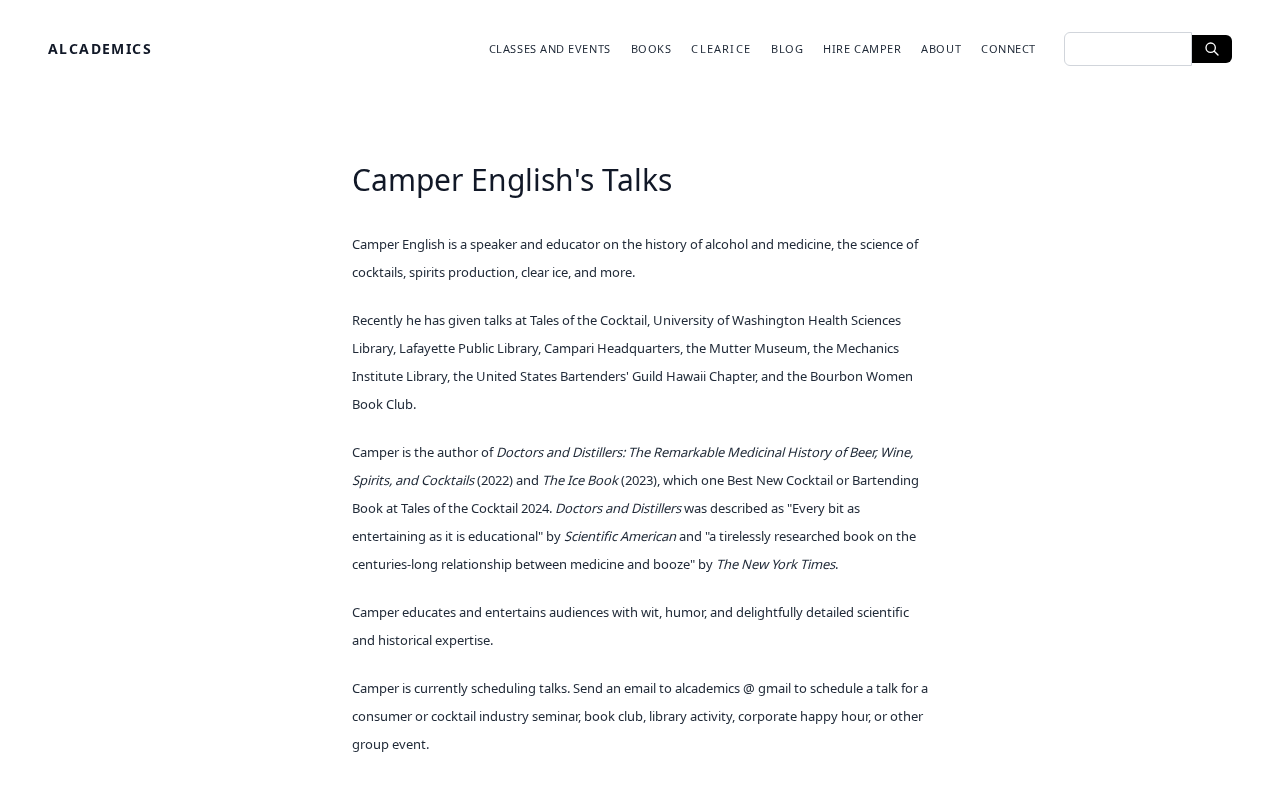 ALCADEMICS
CLASSES AND EVENTS BOOKS CLEARICE BLOG HIRE CAMPER ABOUT CONNECT
Camper English's Talks
Camper English is a speaker and educator on the history of alcohol and medicine, the science of
cocktails, spirits production, clear ice, and more.
Recently he has given talks at Tales of the Cocktail, University of Washington Health Sciences
Library, Lafayette Public Library, Campari Headquarters, the Mutter Museum, the Mechanics
Institute Library, the United States Bartenders' Guild Hawaii Chapter, and the Bourbon Women
Book Club.
Camper is the author of Doctors and Distillers: The Remarkable Medicinal History of Beer, Wine,
Spirits, and Cocktails (2022) and The Ice Book (2023), which one Best New Cocktail or Bartending
Book at Tales of the Cocktail 2024. Doctors and Distillers was described as "Every bit as
entertaining as it is educational" by Scientific American and "a tirelessly researched book on the
centuries-long relationship between medicine and booze" by The New York Times.
Camper educates and entertains audiences with wit, humor, and delightfully detailed scientific
and historical expertise.
Camper is currently scheduling talks. Send an email to alcademics @ gmail to schedule a talk for a
consumer or cocktail industry seminar, book club, library activity, corporate happy hour, or other
group event.